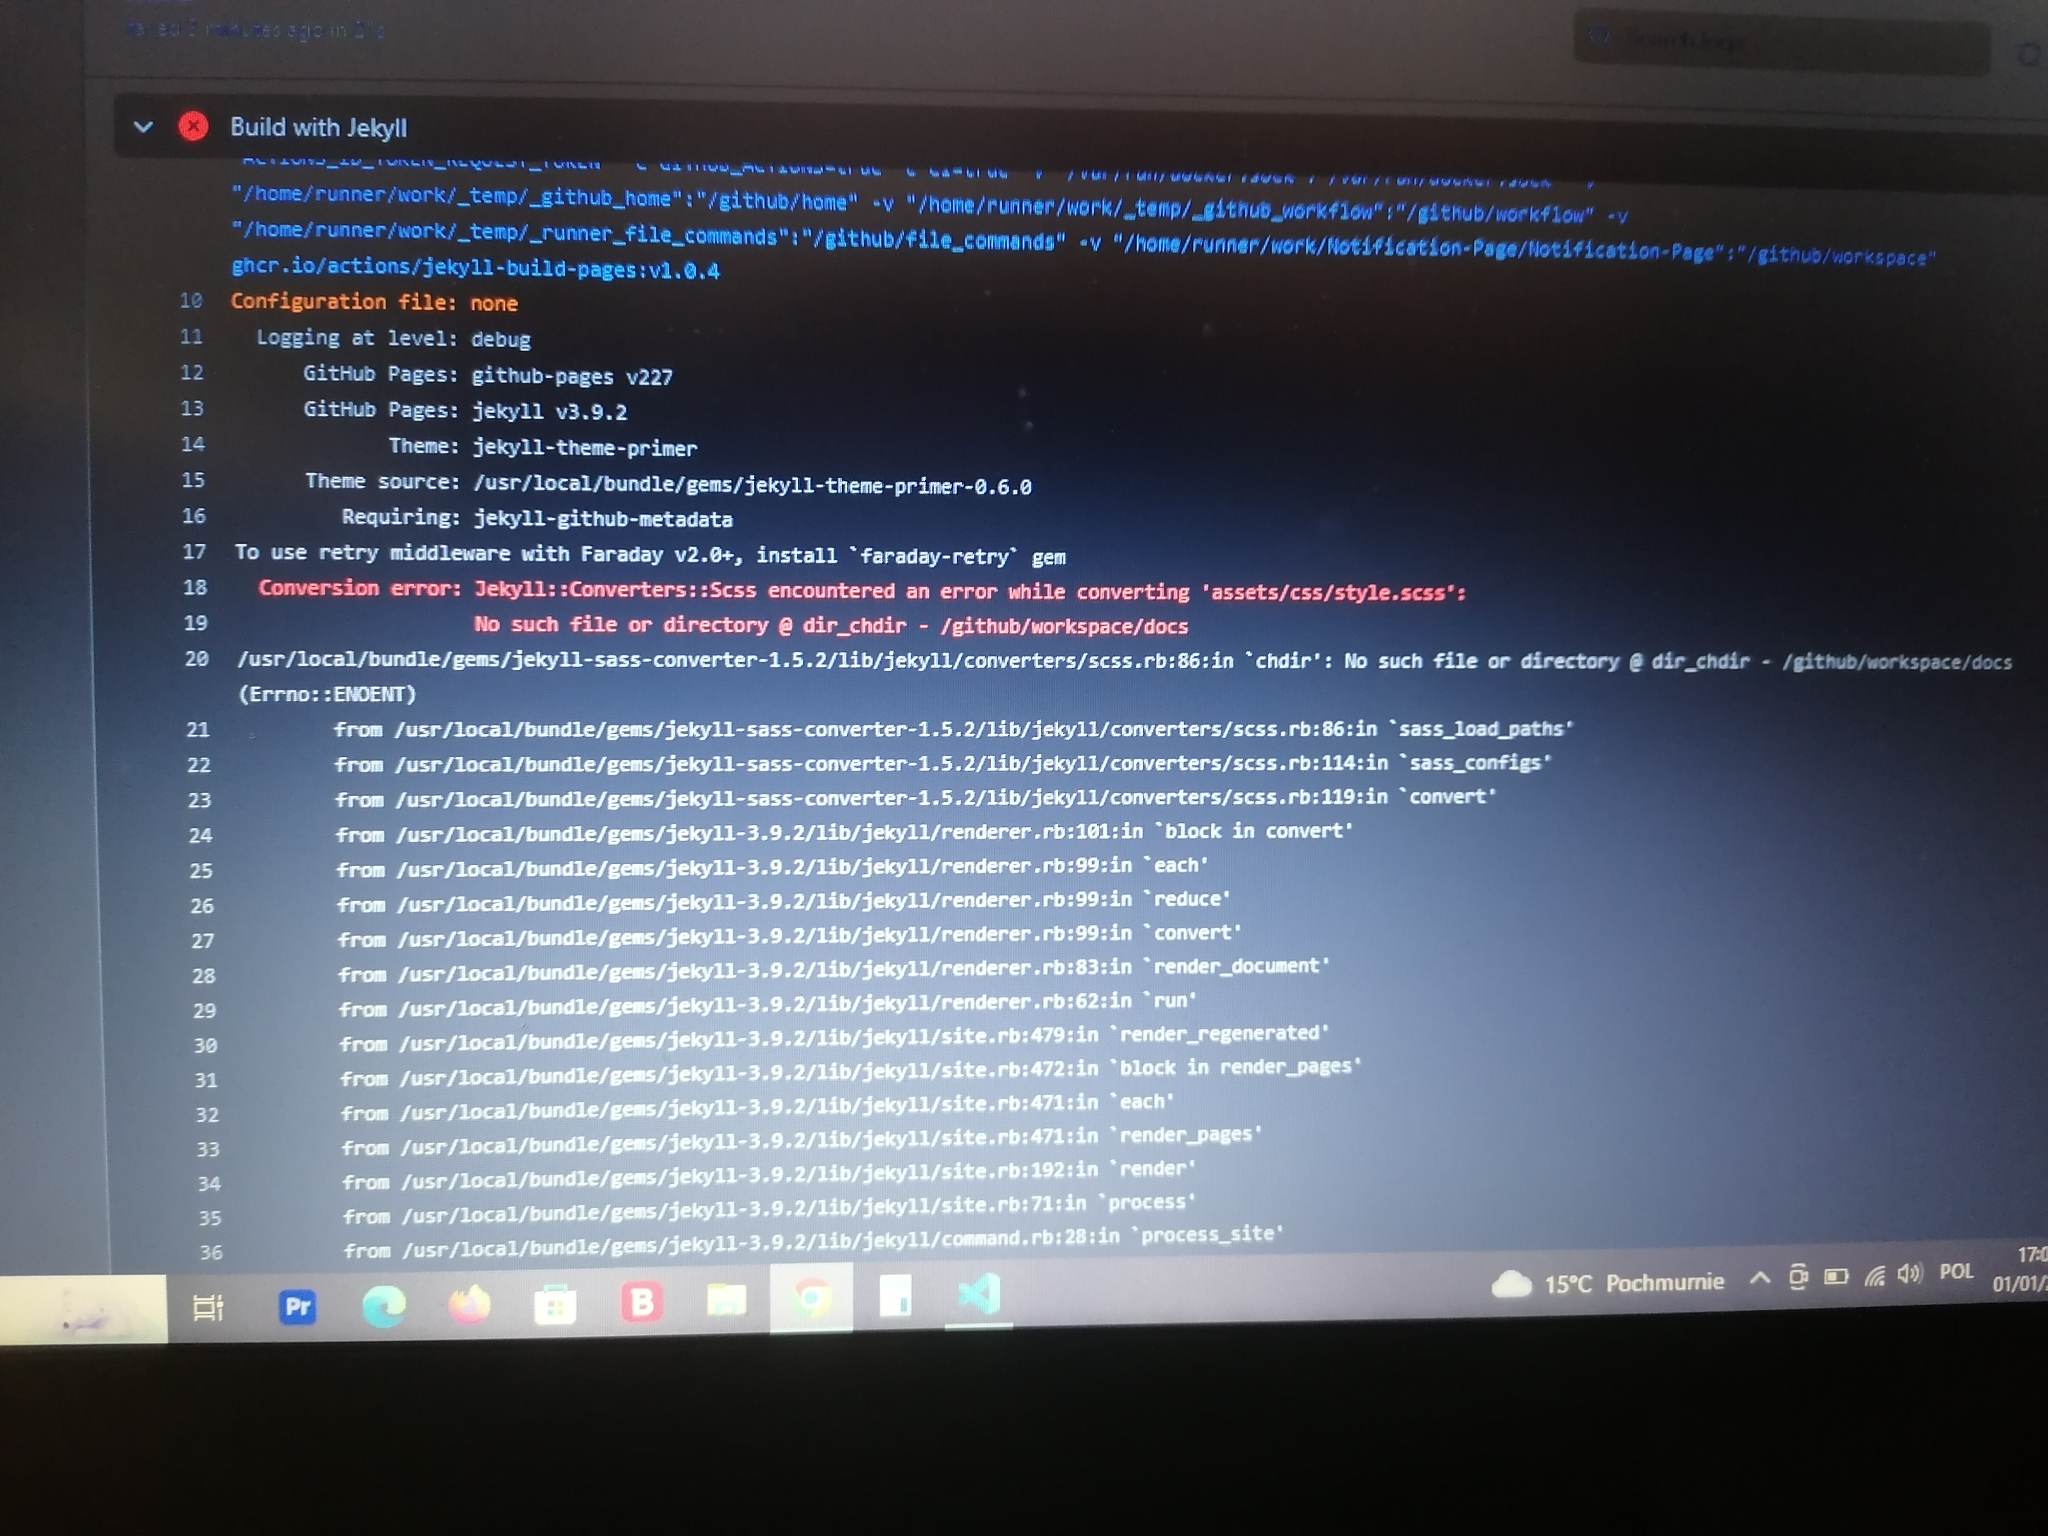 minutes ago in
Search logs
Build with Jekyll
ACTIONS_ID_TOKEN_REQUEST_TOKEN
"/home/runner/work/_temp/_github_home":"/github/home" -v "/home/runner/work/_temp/_github_workflow":"/github/workflow" -v
"/home/runner/work/_temp/_runner_file_commands":"/github/file_commands" -v "/home/runner/work/Notification-Page/Notification-Page":"/github/workspace"
ghcr.io/actions/jekyll-build-pages:v1.0.4
10 Configuration file: none
11 Logging at level: debug
12 GitHub Pages: github-pages v227
13 GitHub Pages: jekyll v3.9.2
14 Theme: jekyll-theme-primer
15 Theme source: /usr/local/bundle/gems/jekyll-theme-primer-0.6.0
16 Requiring: jekyll-github-metadata
17 To use retry middleware with Faraday v2.0+, install `faraday-retry` gem
18 Conversion error: Jekyll::Converters::Scss encountered an error while converting 'assets/css/style.scss':
19 No such file or directory @ dir_chdir - /github/workspace/docs
20 /usr/local/bundle/gems/jekyll-sass-converter-1.5.2/lib/jekyll/converters/scss.rb:86:in `chdir': No such file or directory @ dir_chdir - /github/workspace/docs
(Errno::ENOENT)
21 from /usr/local/bundle/gems/jekyll-sass-converter-1.5.2/lib/jekyll/converters/scss.rb:86:in `sass_load_paths'
22 from /usr/local/bundle/gems/jekyll-sass-converter-1.5.2/lib/jekyll/converters/scss.rb:114:in `sass_configs'
23 from /usr/local/bundle/gems/jekyll-sass-converter-1.5.2/lib/jekyll/converters/scss.rb:119:in `convert'
24 from /usr/local/bundle/gems/jekyll-3.9.2/lib/jekyll/renderer.rb:101:in `block in convert'
25 from /usr/local/bundle/gems/jekyll-3.9.2/lib/jekyll/renderer.rb:99:in `each'
26 from /usr/local/bundle/gems/jekyll-3.9.2/lib/jekyll/renderer.rb:99:in `reduce'
27 from /usr/local/bundle/gems/jekyll-3.9.2/lib/jekyll/renderer.rb:99:in `convert'
28 from /usr/local/bundle/gems/jekyll-3.9.2/lib/jekyll/renderer.rb:83:in `render_document'
29 from /usr/local/bundle/gems/jekyll-3.9.2/lib/jekyll/renderer.rb:62:in `run'
30 from /usr/local/bundle/gems/jekyll-3.9.2/lib/jekyll/site.rb:479:in `render_regenerated'
31 from /usr/local/bundle/gems/jekyll-3.9.2/lib/jekyll/site.rb:472:in `block in render_pages'
32 from /usr/local/bundle/gems/jekyll-3.9.2/lib/jekyll/site.rb:471:in `each'
33 from /usr/local/bundle/gems/jekyll-3.9.2/lib/jekyll/site.rb:471:in `render_pages'
34 from /usr/local/bundle/gems/jekyll-3.9.2/lib/jekyll/site.rb:192:in `render'
35 from /usr/local/bundle/gems/jekyll-3.9.2/lib/jekyll/site.rb:71:in `process'
36 from /usr/local/bundle/gems/jekyll-3.9.2/lib/jekyll/command.rb:28:in `process_site'
Pr
B
15°C Pochmurnie
POL
17:0
01/01/